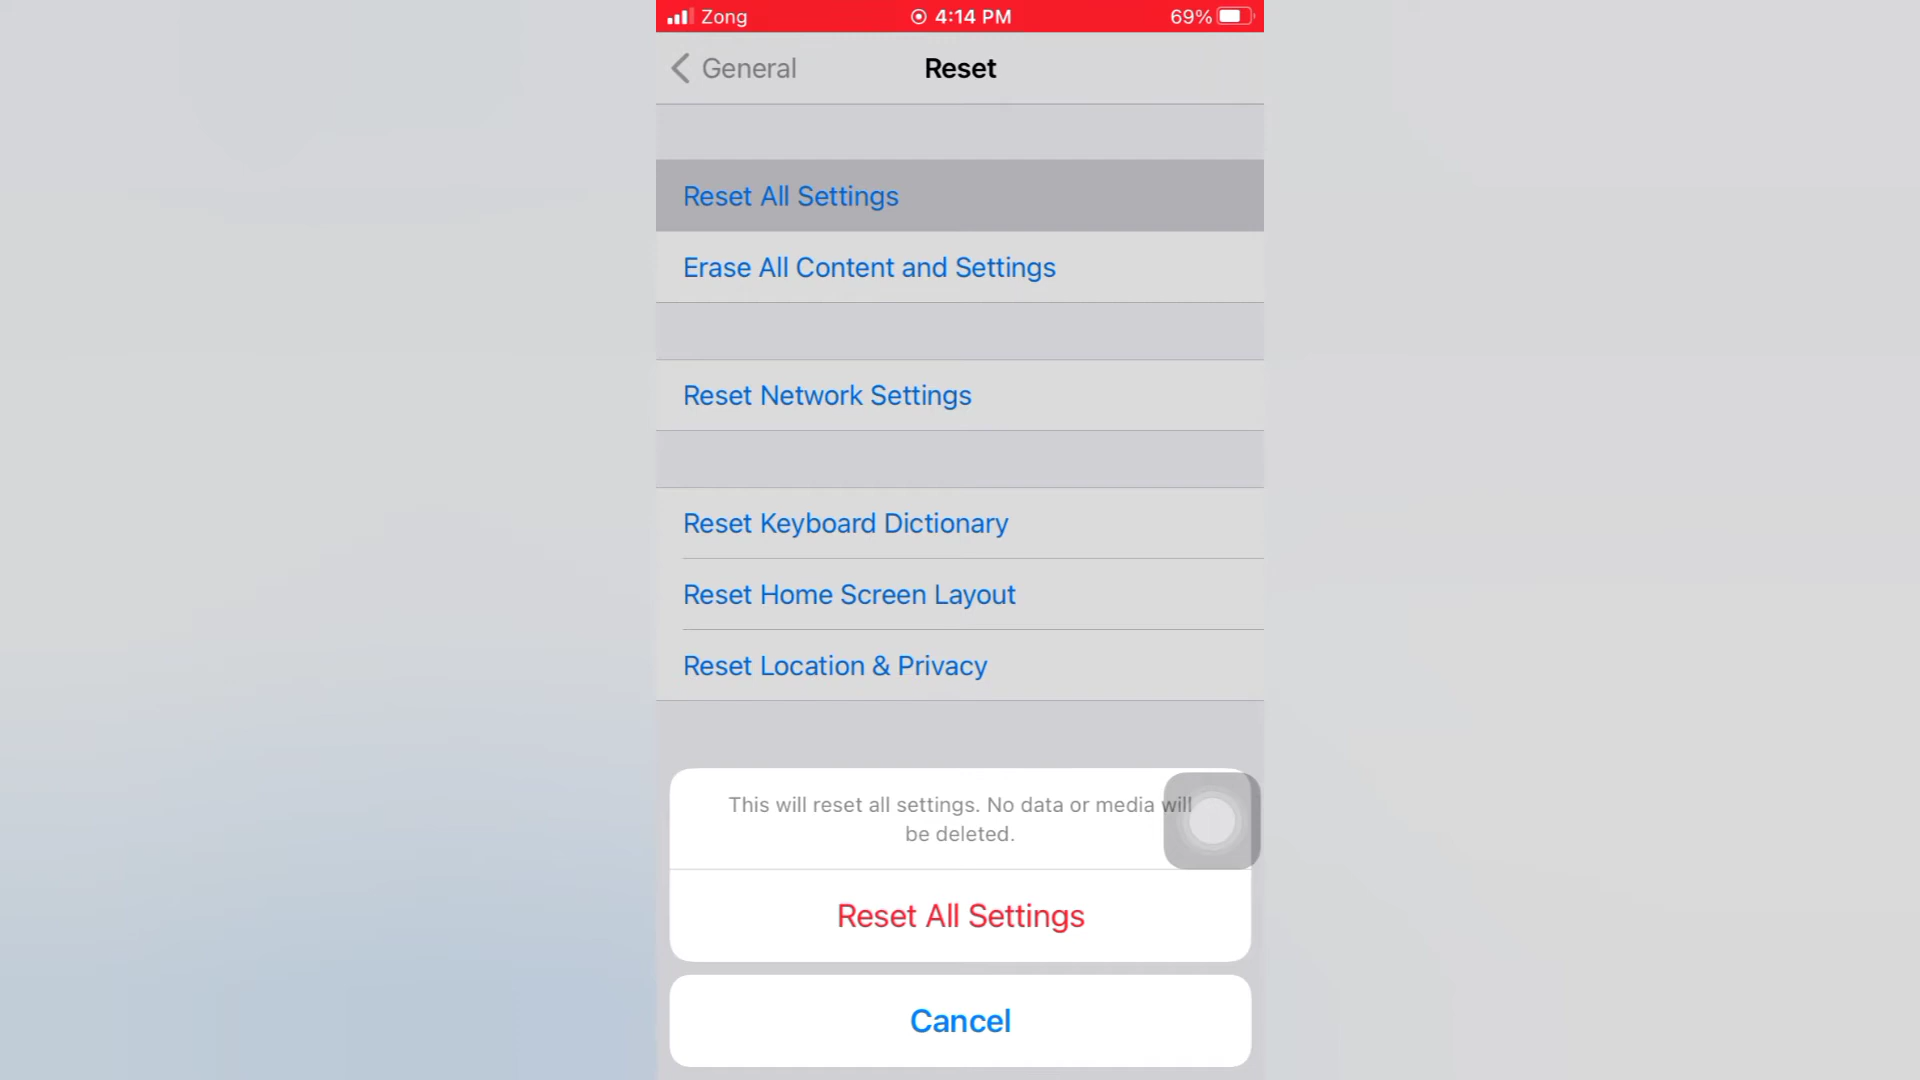 Zong
4:14 PM
69%
General
Reset
Reset All Settings
Erase All Content and Settings
Reset Network Settings
Reset Keyboard Dictionary
Reset Home Screen Layout
Reset Location & Privacy
This will reset all settings. No data or media will
be deleted.
Reset All Settings
Cancel